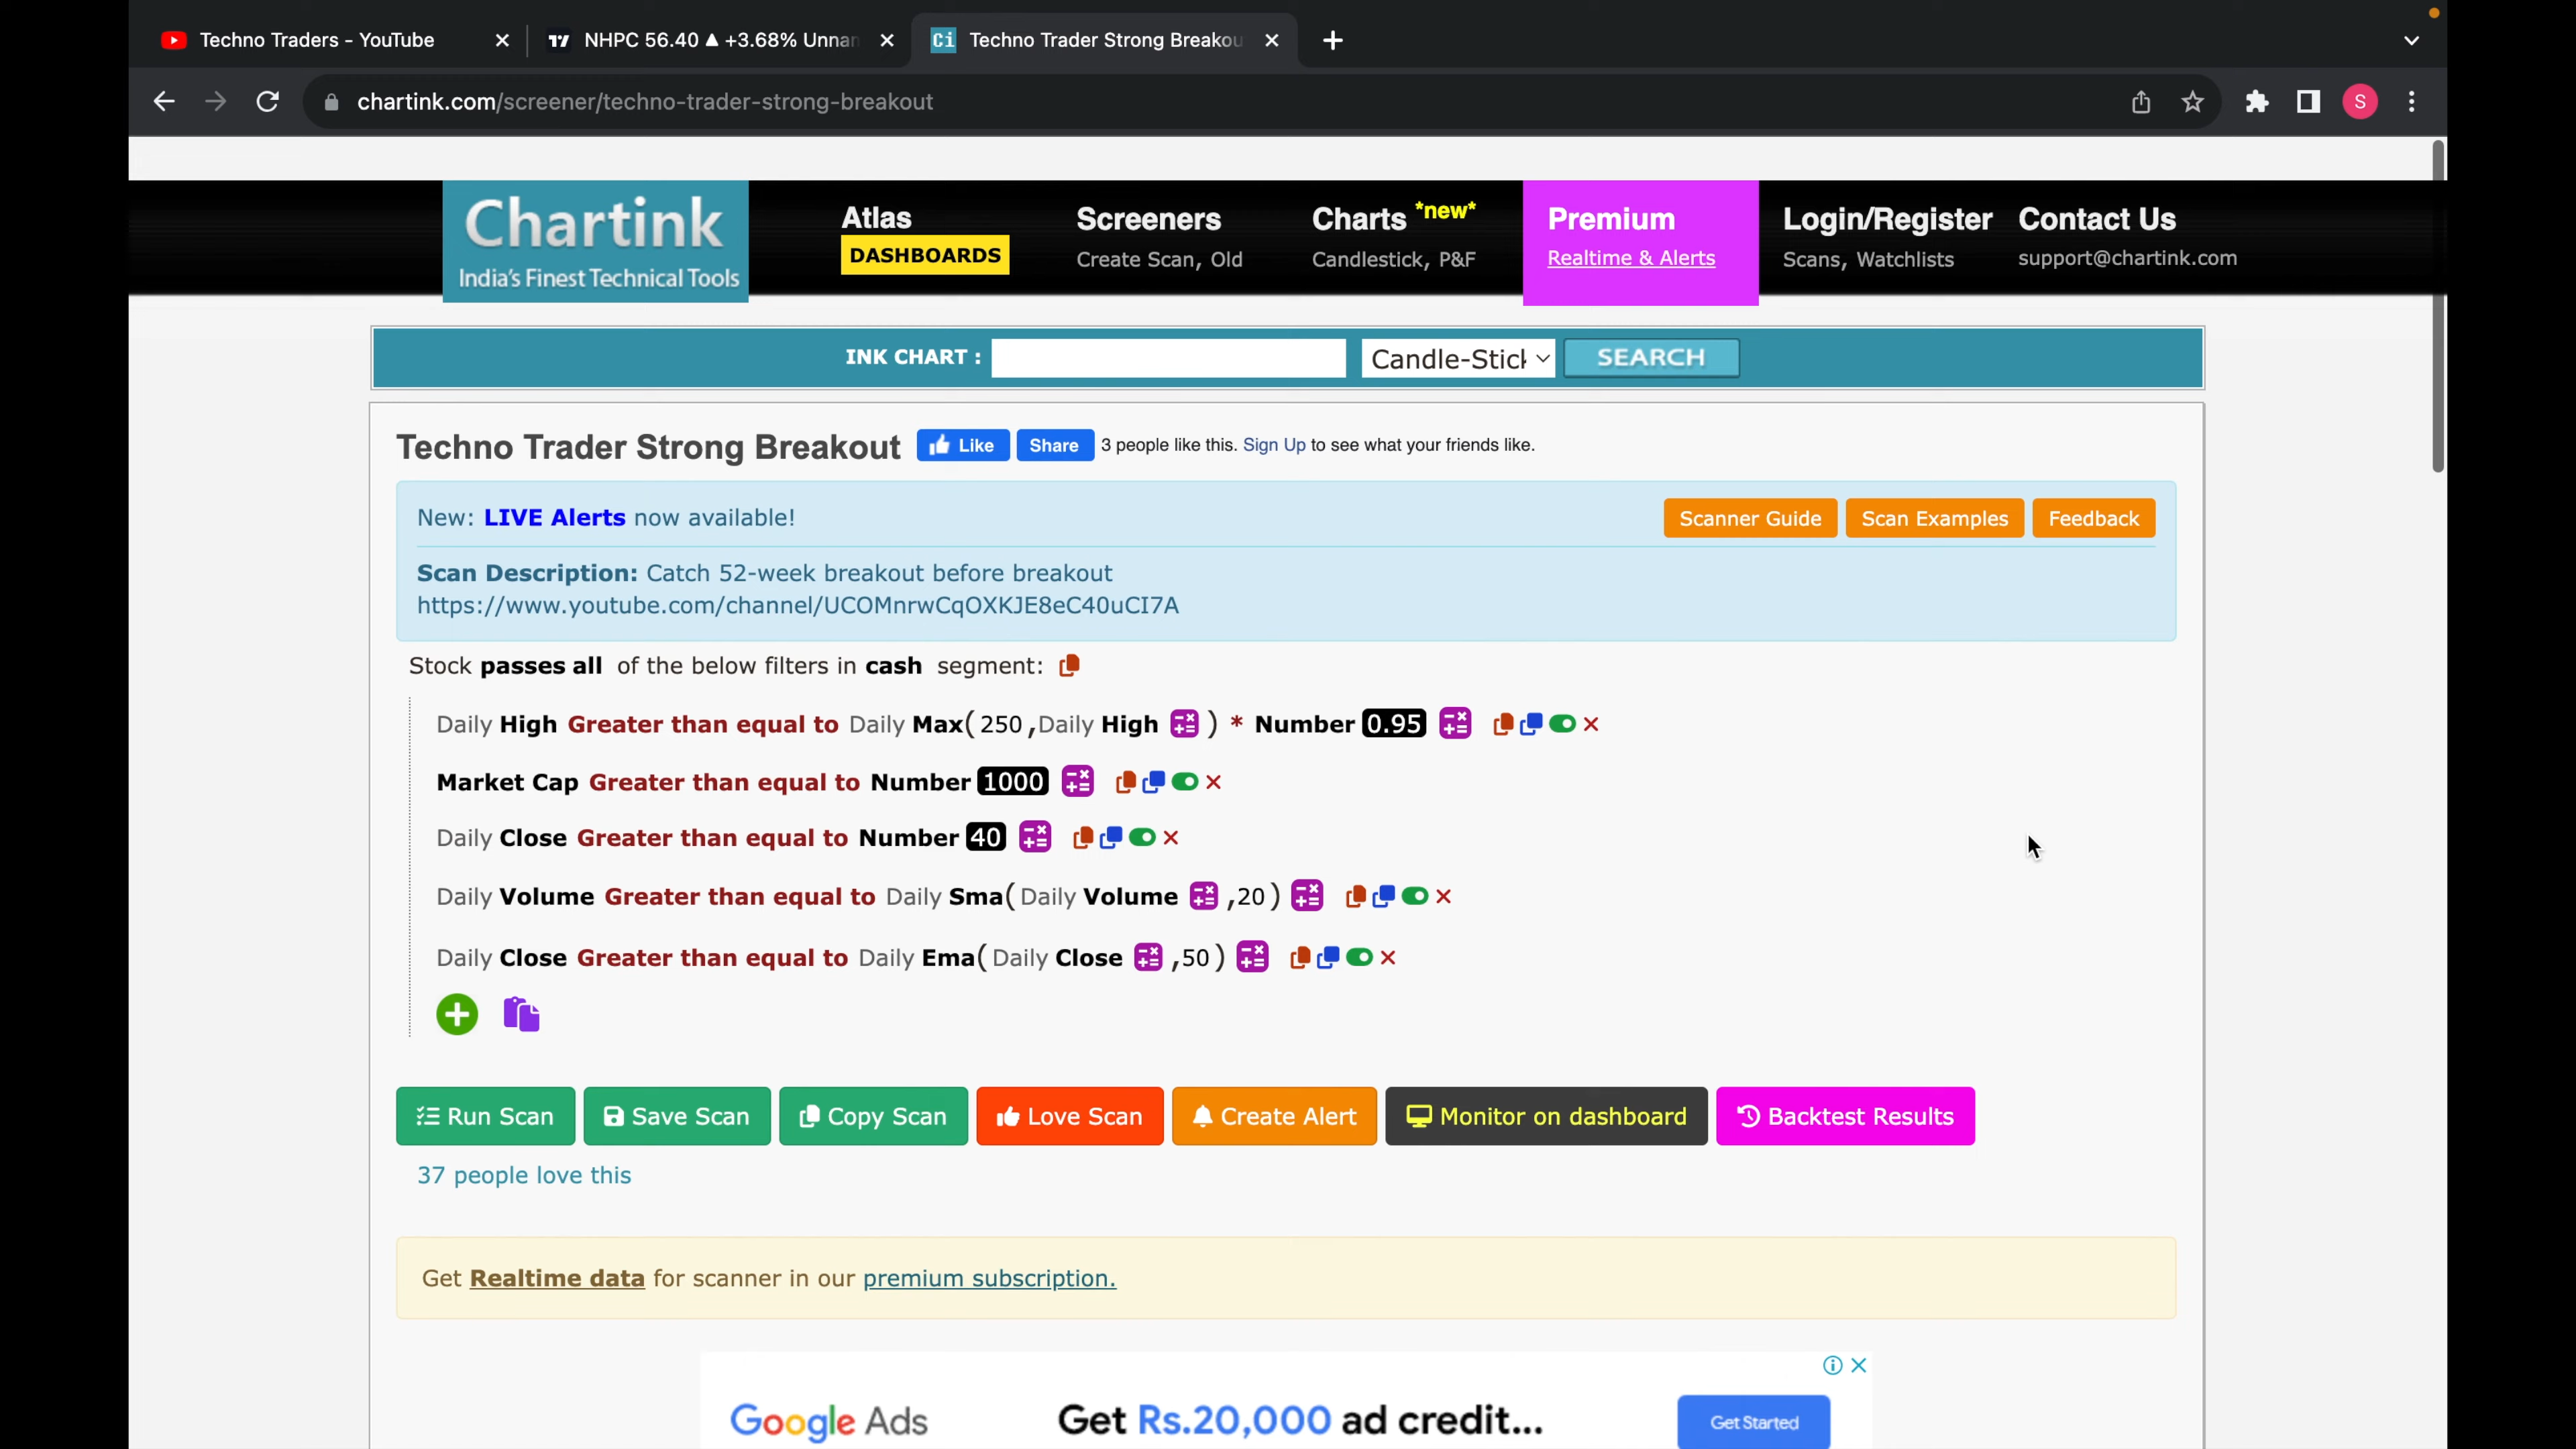 Techno Traders - YouTube
NHPC 56.40 ▲ +3.68% Unnan
Ci Techno Trader Strong Breakou
chartink.com/screener/techno-trader-strong-breakout
S
Chartink
India's Finest Technical Tools
Atlas
DASHBOARDS
Screeners
Create Scan, Old
Charts *new*
Candlestick, P&F
Premium
Realtime & Alerts
Login/Register
Scans, Watchlists
Contact Us
support@chartink.com
INK CHART :
Candle-Stick
SEARCH
Techno Trader Strong Breakout
Like
Share
3 people like this. Sign Up to see what your friends like.
New: LIVE Alerts now available!
Scanner Guide
Scan Examples
Feedback
Scan Description: Catch 52-week breakout before breakout
https://www.youtube.com/channel/UCOMnrwCqOXKJE8eC40uCI7A
Stock passes all of the below filters in cash segment:
Daily High Greater than equal to Daily Max( 250 ,Daily High ) * Number 0.95
Market Cap Greater than equal to Number 1000
Daily Close Greater than equal to Number 40
Daily Volume Greater than equal to Daily Sma( Daily Volume ,20 )
Daily Close Greater than equal to Daily Ema( Daily Close ,50 )
Run Scan
Save Scan
Copy Scan
Love Scan
Create Alert
Monitor on dashboard
Backtest Results
37 people love this
Get Realtime data for scanner in our premium subscription.
Google Ads
Get Rs.20,000 ad credit...
Get Started